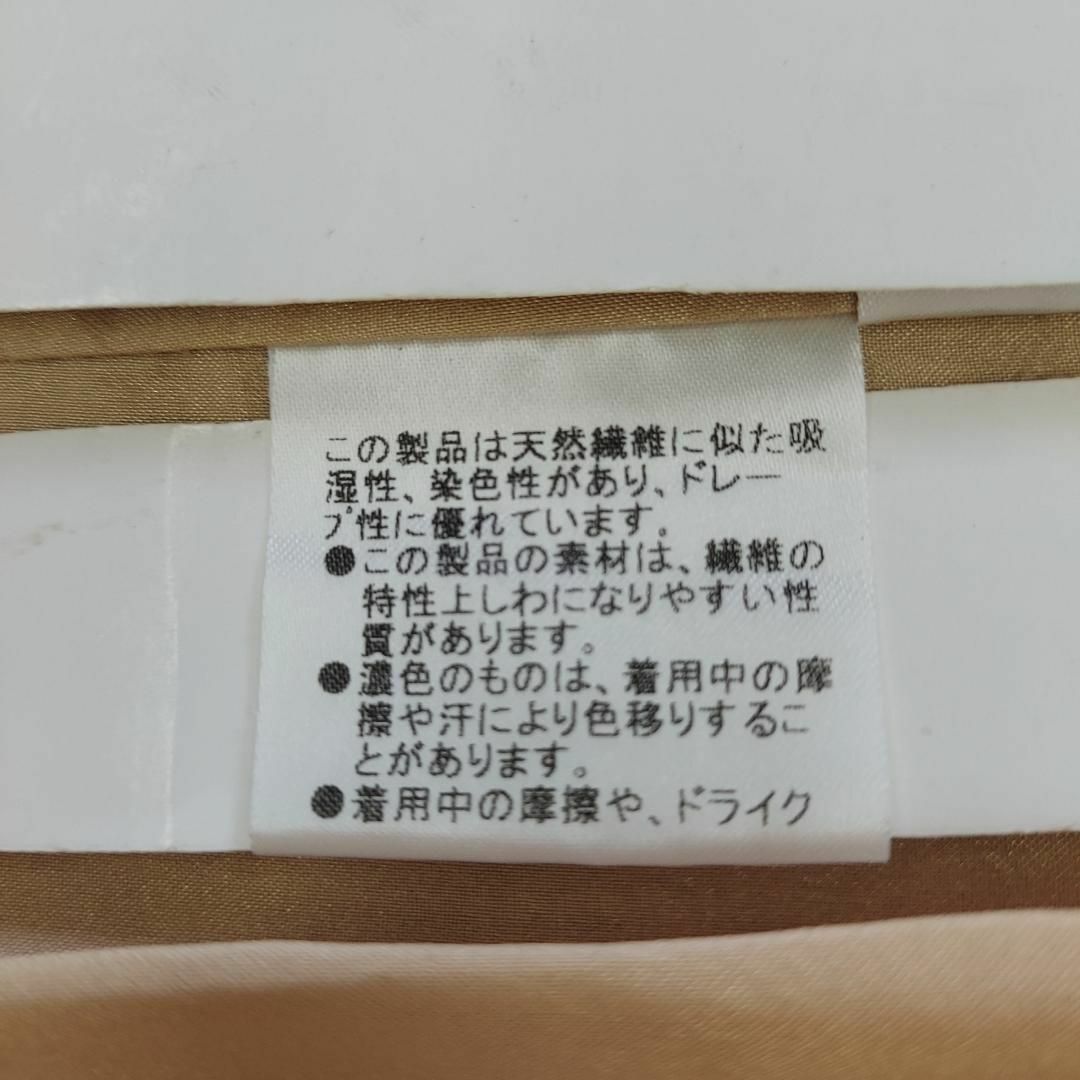 この製品は天然繊維に似た吸
湿性、染色性があり、ドレー
プ性に優れています。
●この製品の素材は、繊維の
特性上しわになりやすい性
質があります。
●濃色のものは、着用中の摩
擦や汗により色移りするこ
とがあります。
●着用中の摩擦や、ドライク